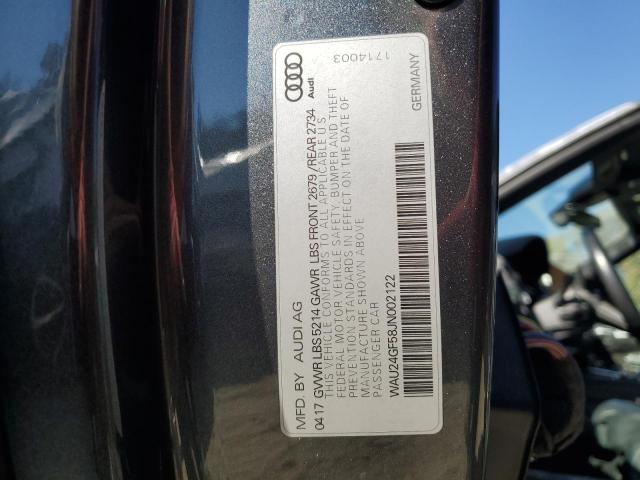 MFD. BY AUDI AG
Audi
0417 GVWR LBS 5214 GAWR LBS FRONT 2679 / REAR 2734
THIS VEHICLE CONFORMS TO ALL APPLICABLE U S
FEDERAL MOTOR VEHICLE SAFETY, BUMPER AND THEFT
PREVENTION STANDARDS IN EFFECT ON THE DATE OF
MANUFACTURE SHOWN ABOVE
PASSENGER CAR
WAU24GF58JN002122
GERMANY
1714003